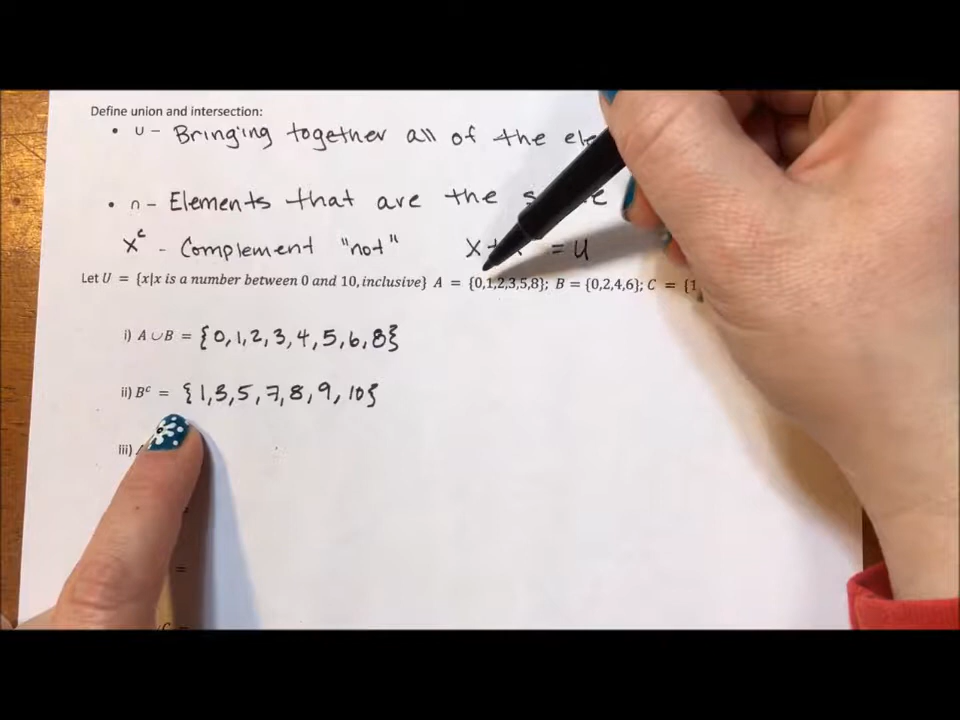 Define union and intersection:
• ∪ - Bringing together all of the
• ∩ - Elements that are the
Xᶜ - Complement "not" X + = U
Let U = {x|x is a number between 0 and 10, inclusive} A = {0,1,2,3,5,8}; B = {0,2,4,6}; C = {1
i) A ∪ B = {0,1,2,3,4,5,6,8}
ii) Bᶜ = {1,3,5,7,8,9,10}
iii)
=